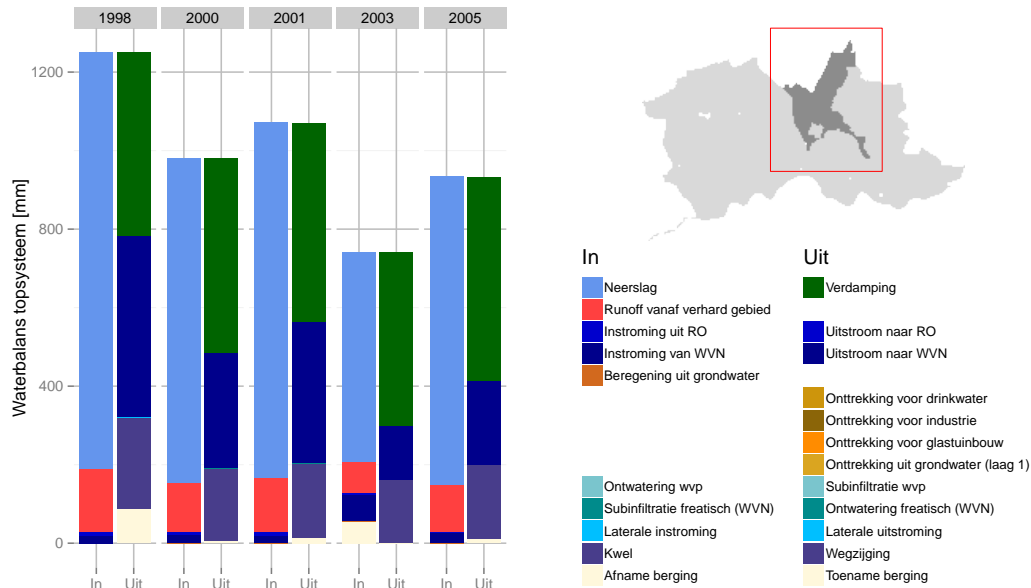 1998 2000 2001 2003 2005
Waterbalans topsysteem [mm]
1200
800
400
0
In Uit In Uit In Uit In Uit In Uit
In
Neerslag
Runoff vanaf verhard gebied
Instroming uit RO
Instroming van WVN
Beregening uit grondwater
Ontwatering wvp
Subinfiltratie freatisch (WVN)
Laterale instroming
Kwel
Afname berging
Uit
Verdamping
Uitstroom naar RO
Uitstroom naar WVN
Onttrekking voor drinkwater
Onttrekking voor industrie
Onttrekking voor glastuinbouw
Onttrekking uit grondwater (laag 1)
Subinfiltratie wvp
Ontwatering freatisch (WVN)
Laterale uitstroming
Wegzijging
Toename berging